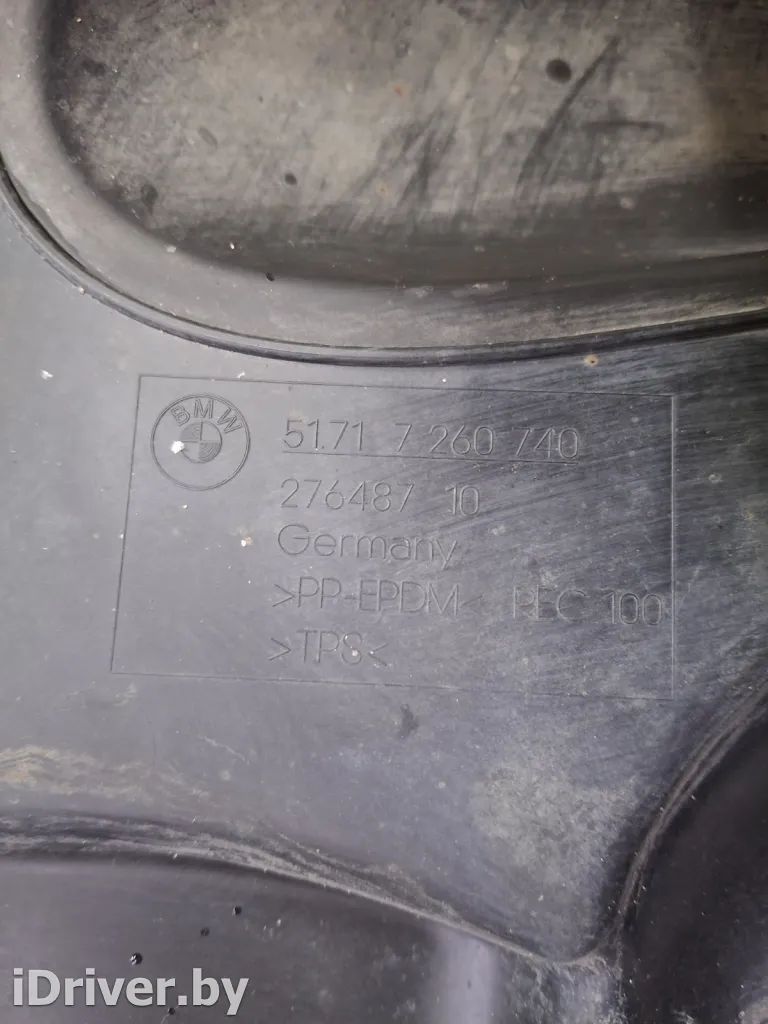 BMW
51.71 7 260 740
276487 10
Germany
>PP-EPDM< REC 100
>TPS<
iDriver.by